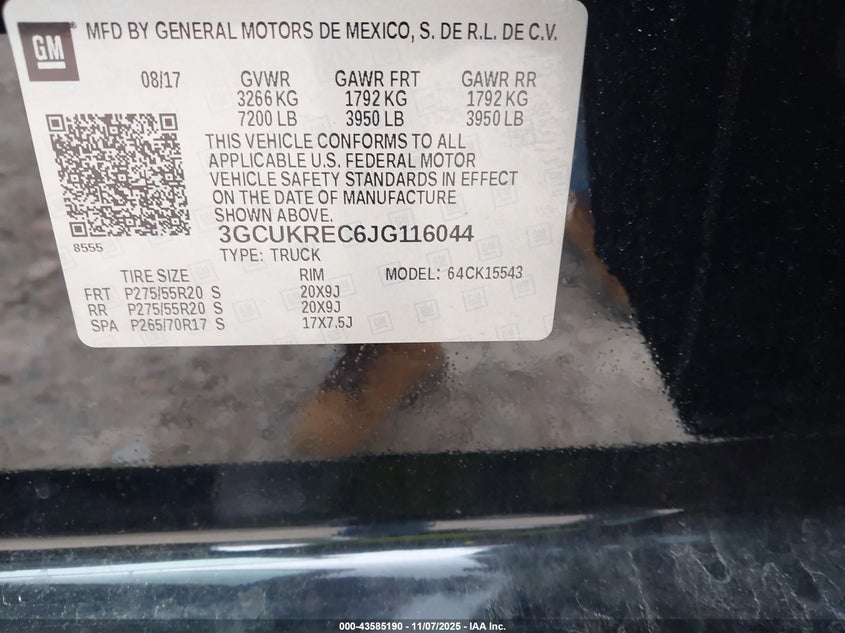 GM
MFD BY GENERAL MOTORS DE MEXICO, S. DE R.L. DE C.V.
08/17 GVWR GAWR FRT GAWR RR
3266 KG 1792 KG 1792 KG
7200 LB 3950 LB 3950 LB
THIS VEHICLE CONFORMS TO ALL
APPLICABLE U.S. FEDERAL MOTOR
VEHICLE SAFETY STANDARDS IN EFFECT
ON THE DATE OF MANUFACTURE
SHOWN ABOVE.
8555
3GCUKREC6JG116044
TYPE: TRUCK
TIRE SIZE RIM MODEL: 64CK15543
FRT P275/55R20 S 20X9J
RR P275/55R20 S 20X9J
SPA P265/70R17 S 17X7.5J
000-43585190 - 11/07/2025 - IAA Inc.